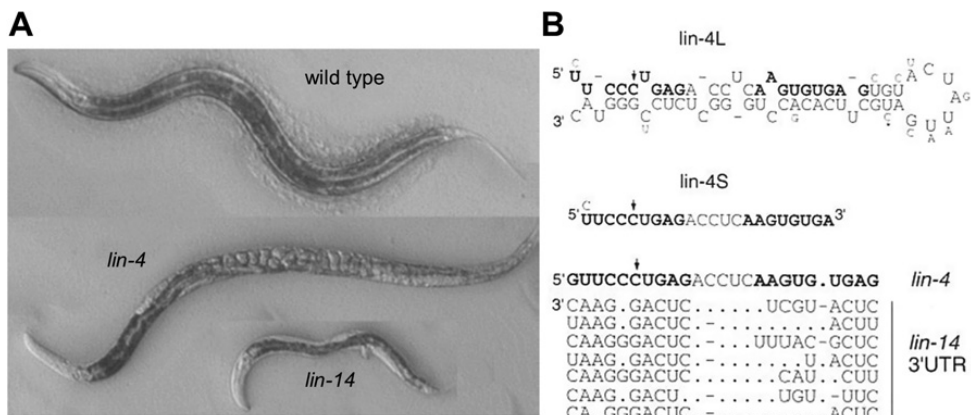 A
wild type
lin-4
lin-14
B
lin-4L
5'
3'
lin-4S
C
5'UUCCCUGAGACCUCAAGUGUGA3'
5'GUUCCCUGAGACCUCAAGUG.UGAG lin-4
3'CAAG.GACUC......UCGU-ACUC
UAAG.GACUC-.......ACUU
CAAGGGACUC......UUUAC-GCUC
UAAG.GACUC-.......U.ACUC
CAAGGGACUC.......CAU..CUU
CAAG.GACU-......UGU-UUC
lin-14
3'UTR